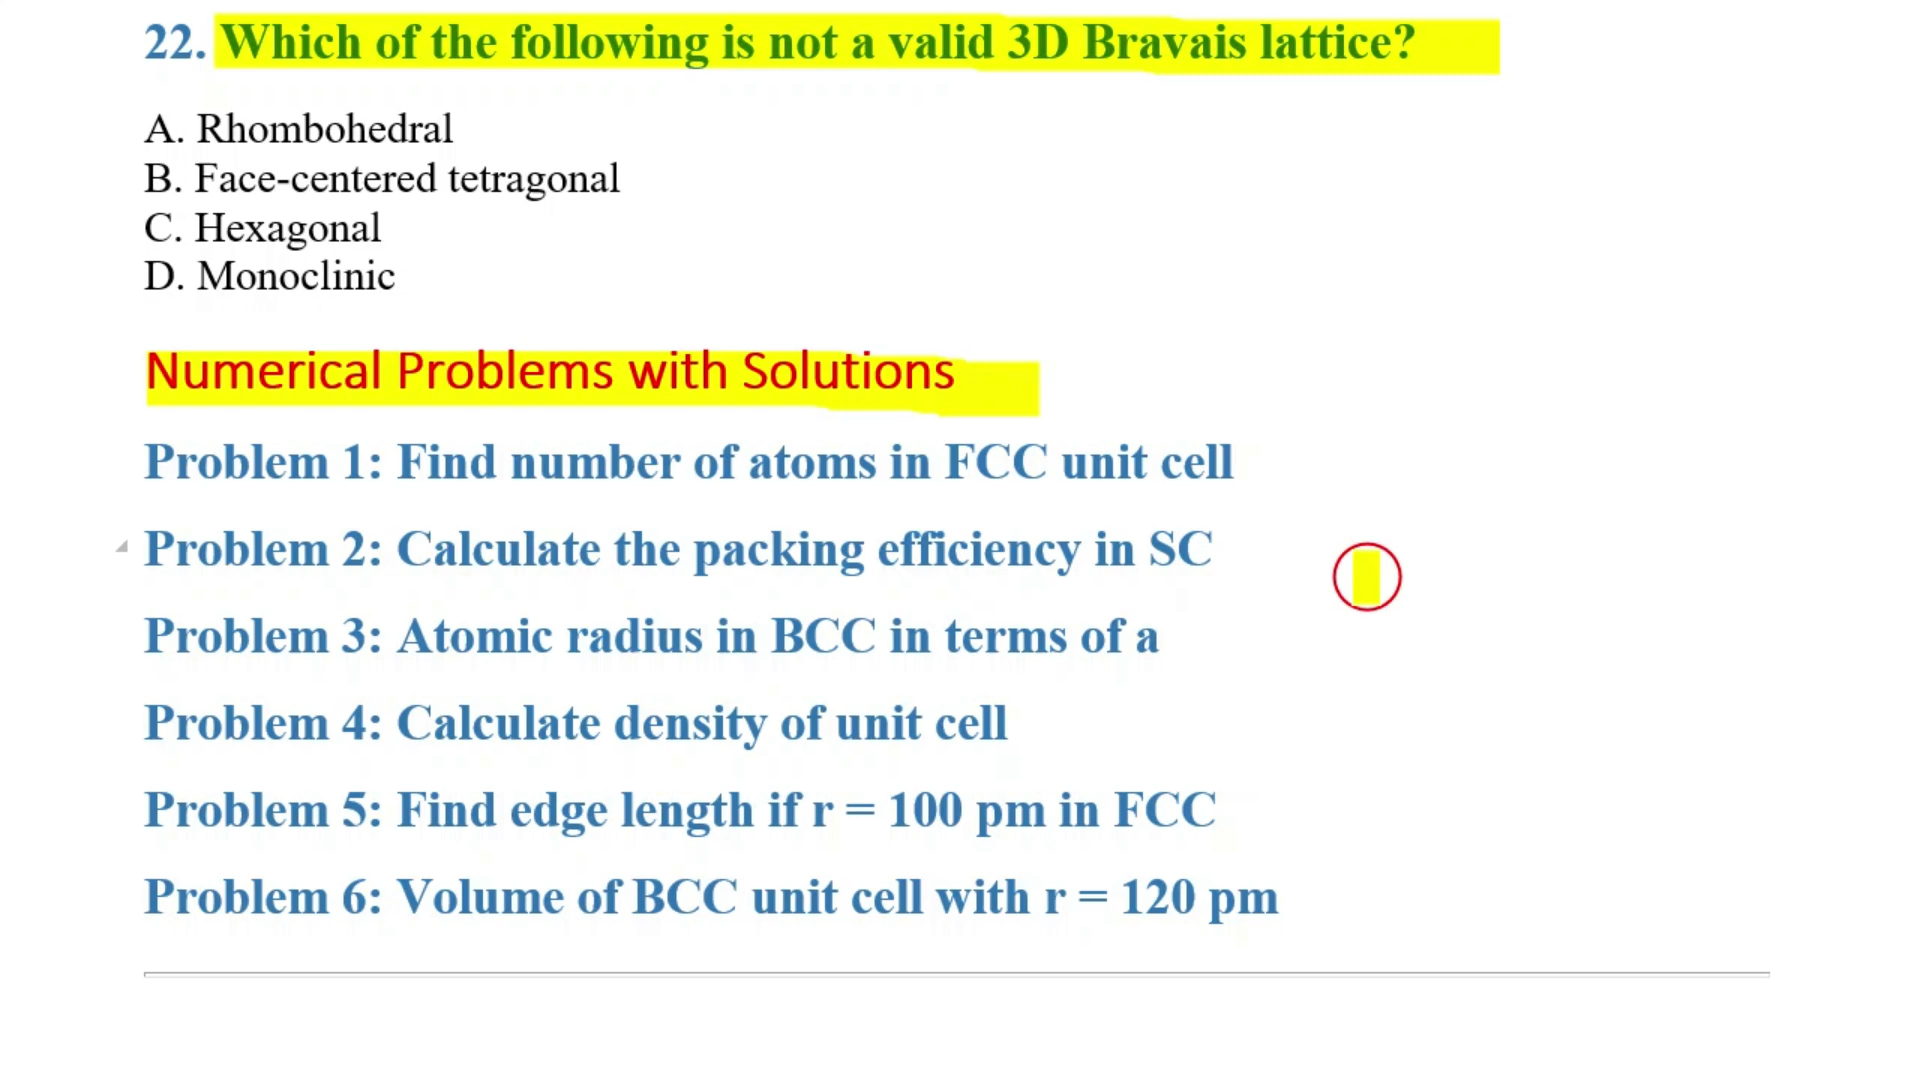 22. Which of the following is not a valid 3D Bravais lattice?
A. Rhombohedral
B. Face-centered tetragonal
C. Hexagonal
D. Monoclinic
Numerical Problems with Solutions
Problem 1: Find number of atoms in FCC unit cell
Problem 2: Calculate the packing efficiency in SC
Problem 3: Atomic radius in BCC in terms of a
Problem 4: Calculate density of unit cell
Problem 5: Find edge length if r = 100 pm in FCC
Problem 6: Volume of BCC unit cell with r = 120 pm